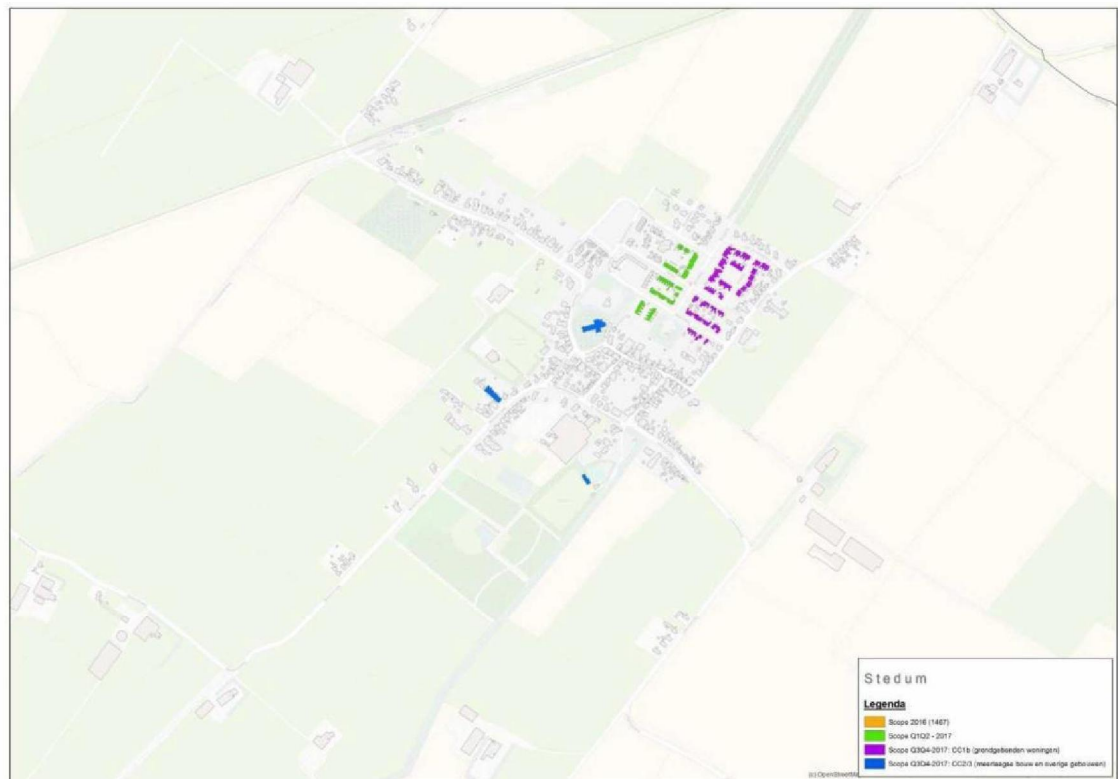 Stedum
Legenda
Scope 2016 (1467)
Scope Q1Q2 - 2017
Scope Q3Q4-2017: CC1b (grondgebonden woningen)
Scope Q3Q4-2017: CC2/3 (meerlaagse bouw en overige gebouwen)
(c) OpenStreetMap